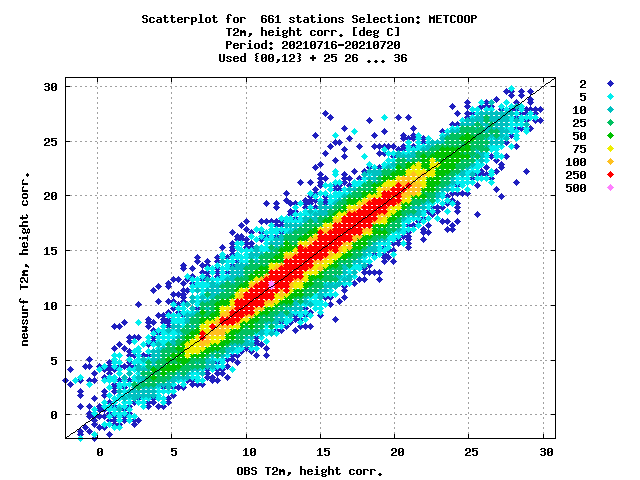 Scatterplot for  661 stations Selection: METCOOP
T2m, height corr. [deg C]
Period: 20210716-20210720
Used {00,12} + 25 26 ... 36
newsurf T2m, height corr.
30
25
20
15
10
5
0
0 5 10 15 20 25 30
OBS T2m, height corr.
2
5
10
25
50
75
100
250
500